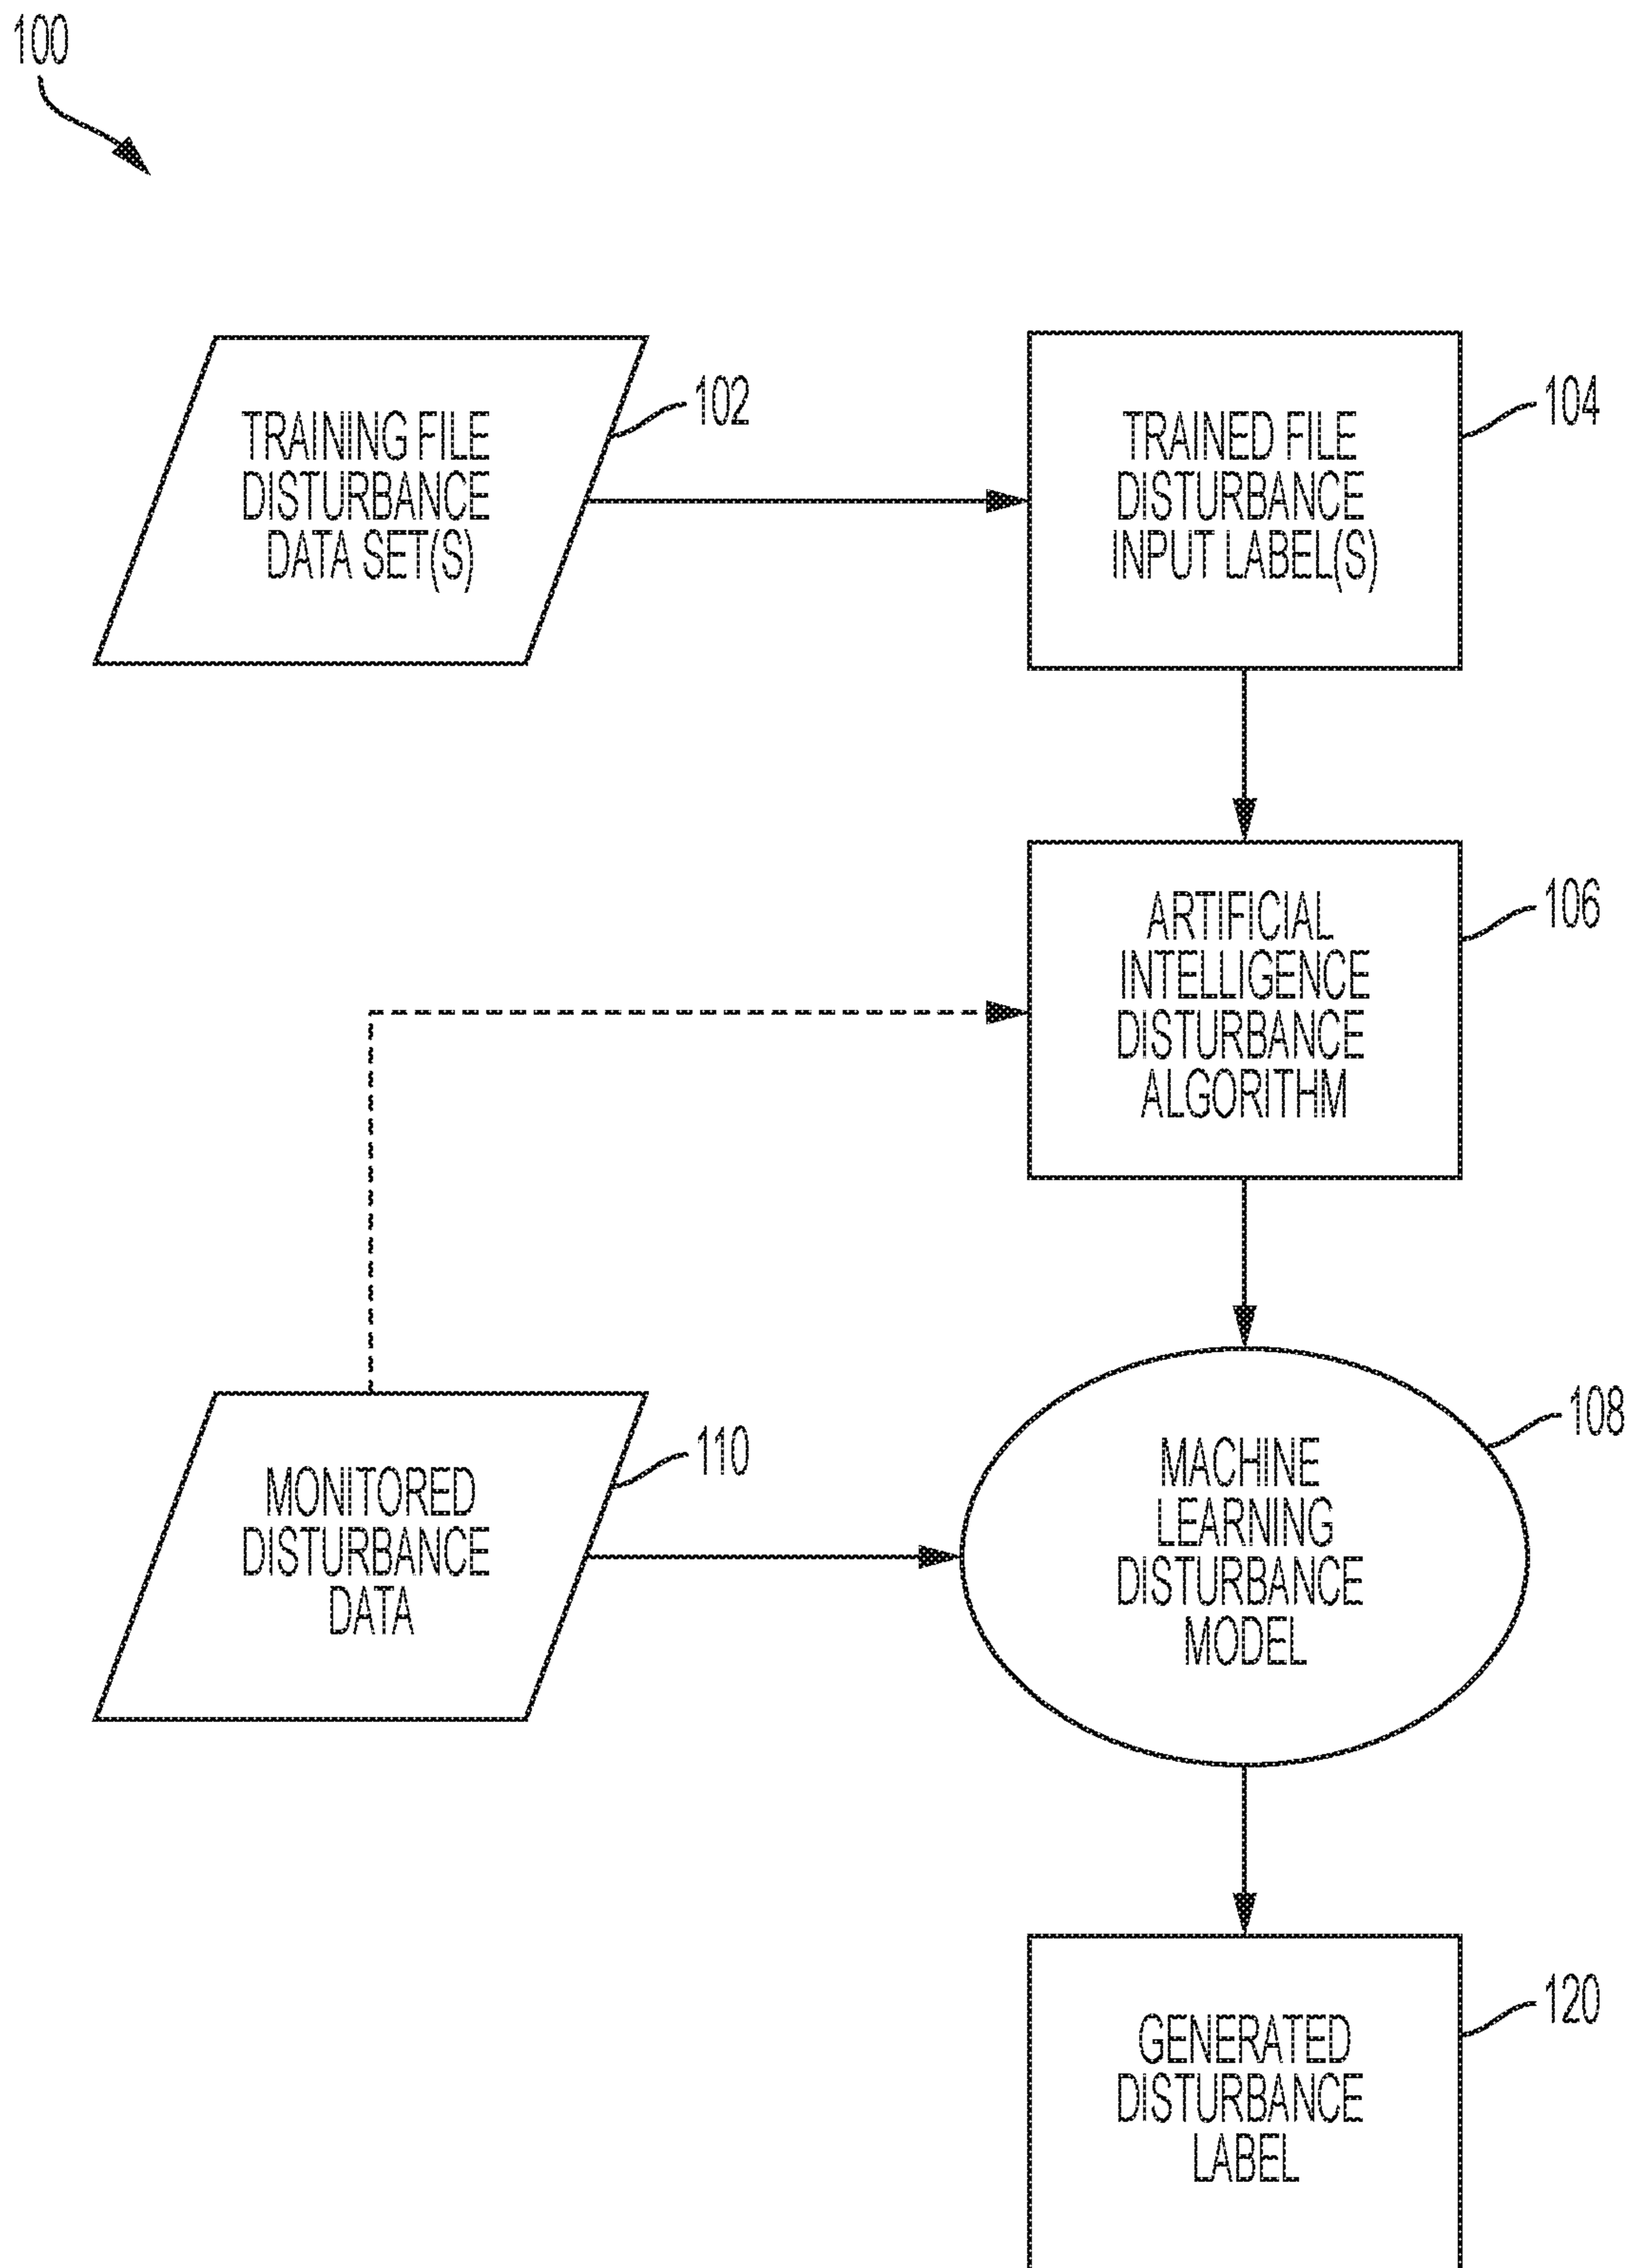 100
TRAINING FILE
DISTURBANCE
DATA SET(S)
102
TRAINED FILE
DISTURBANCE
INPUT LABEL(S)
104
ARTIFICIAL
INTELLIGENCE
DISTURBANCE
ALGORITHM
106
MONITORED
DISTURBANCE
DATA
110
MACHINE
LEARNING
DISTURBANCE
MODEL
108
GENERATED
DISTURBANCE
LABEL
120